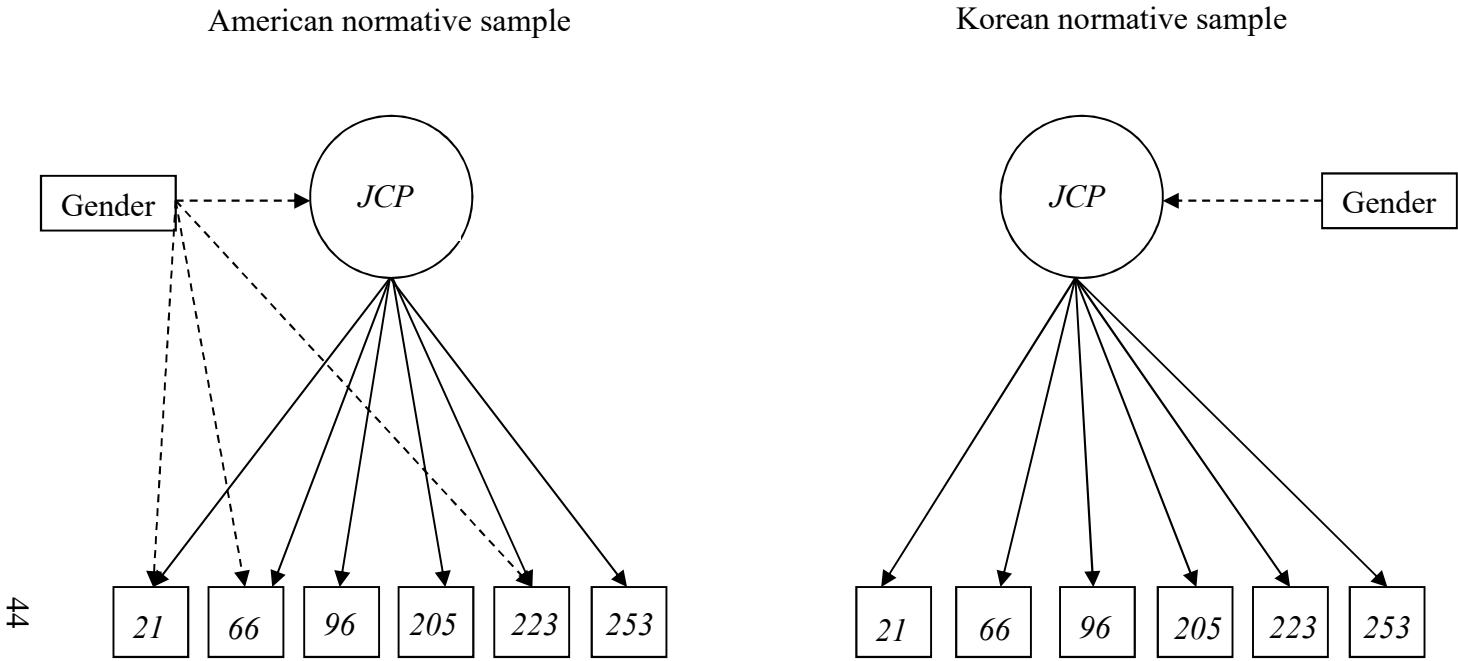 American normative sample
Korean normative sample
Gender
JCP
JCP
Gender
21 66 96 205 223 253
21 66 96 205 223 253
44